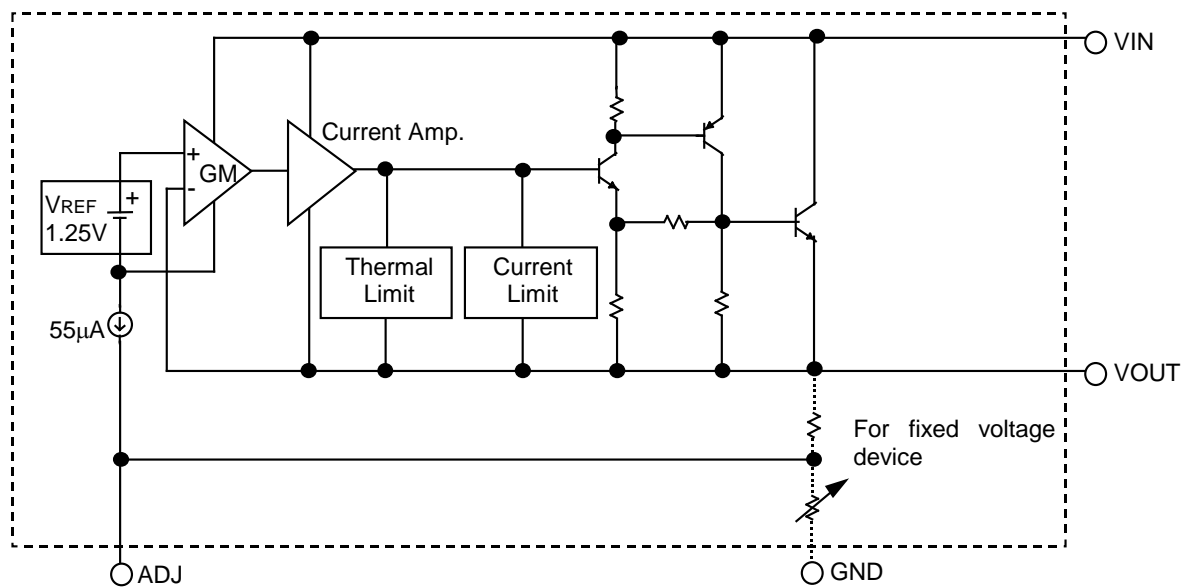 VIN
Current Amp.
+
GM
-
VREF +
1.25V
Thermal
Limit
Current
Limit
55μA
VOUT
For fixed voltage
device
ADJ
GND